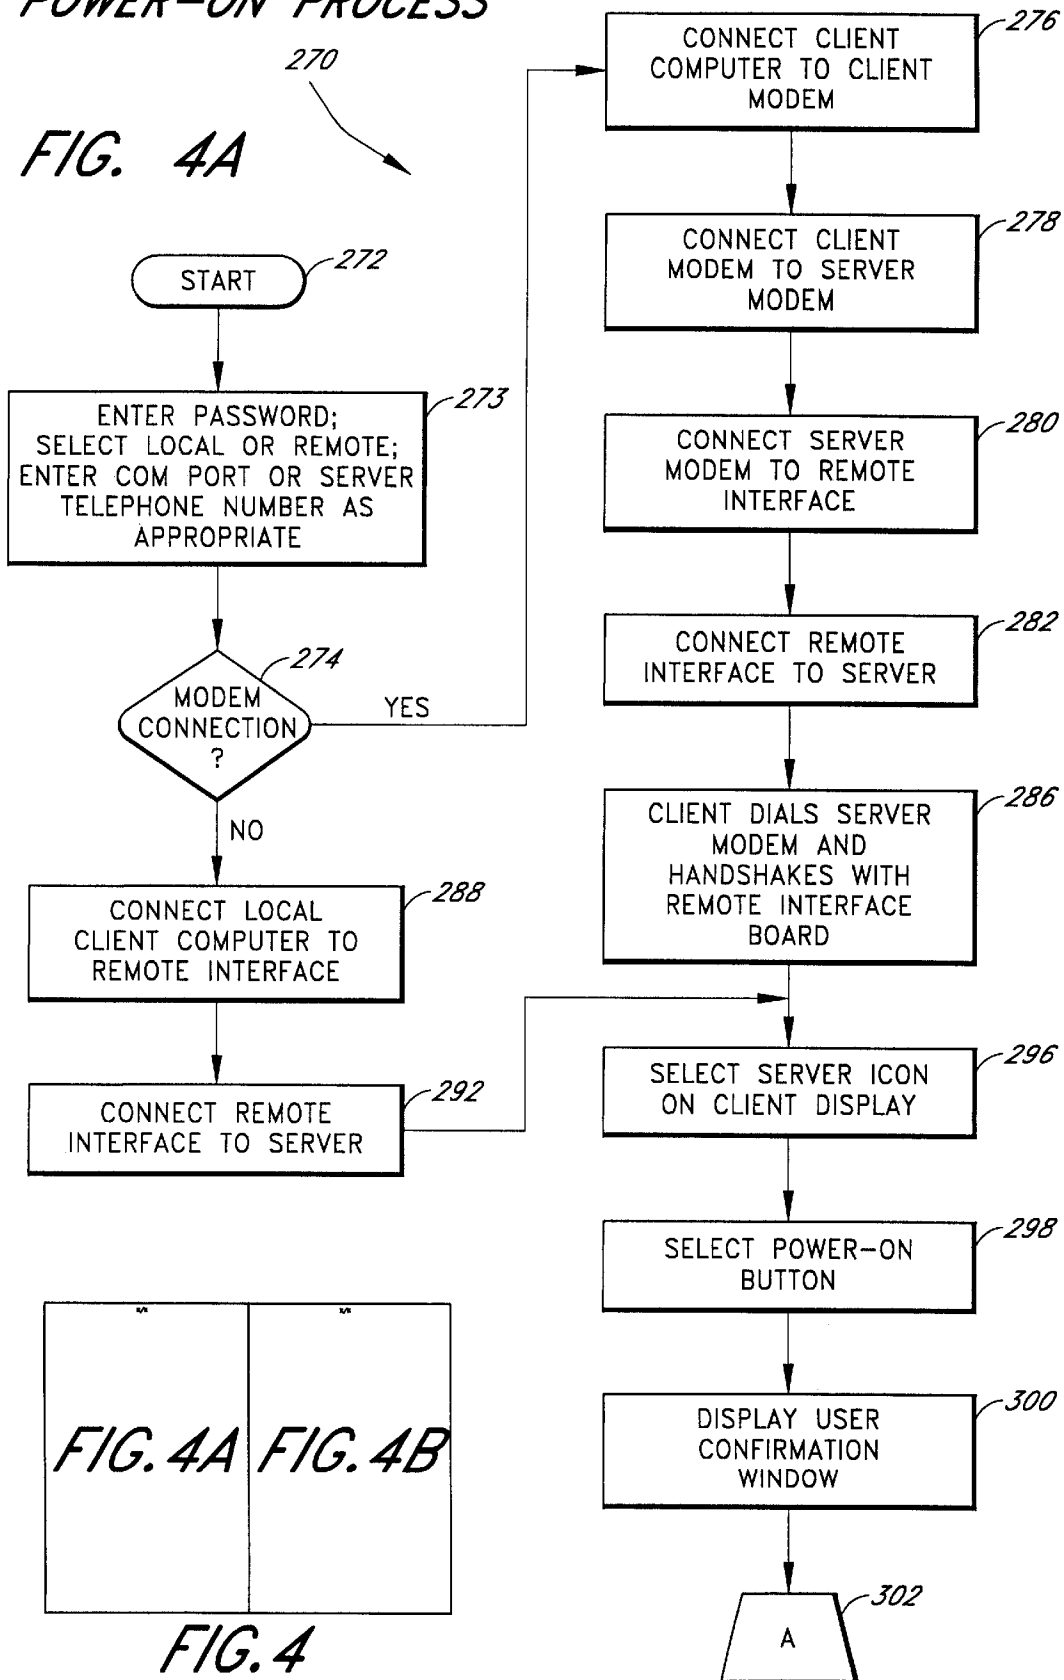 POWER-ON PROCESS
270
FIG. 4A
START
272
ENTER PASSWORD;
SELECT LOCAL OR REMOTE;
ENTER COM PORT OR SERVER
TELEPHONE NUMBER AS
APPROPRIATE
273
MODEM
CONNECTION
?
274
YES
NO
CONNECT LOCAL
CLIENT COMPUTER TO
REMOTE INTERFACE
288
CONNECT REMOTE
INTERFACE TO SERVER
292
CONNECT CLIENT
COMPUTER TO CLIENT
MODEM
276
CONNECT CLIENT
MODEM TO SERVER
MODEM
278
CONNECT SERVER
MODEM TO REMOTE
INTERFACE
280
CONNECT REMOTE
INTERFACE TO SERVER
282
CLIENT DIALS SERVER
MODEM AND
HANDSHAKES WITH
REMOTE INTERFACE
BOARD
286
SELECT SERVER ICON
ON CLIENT DISPLAY
296
SELECT POWER-ON
BUTTON
298
DISPLAY USER
CONFIRMATION
WINDOW
300
A
302
FIG. 4A
FIG. 4B
FIG. 4